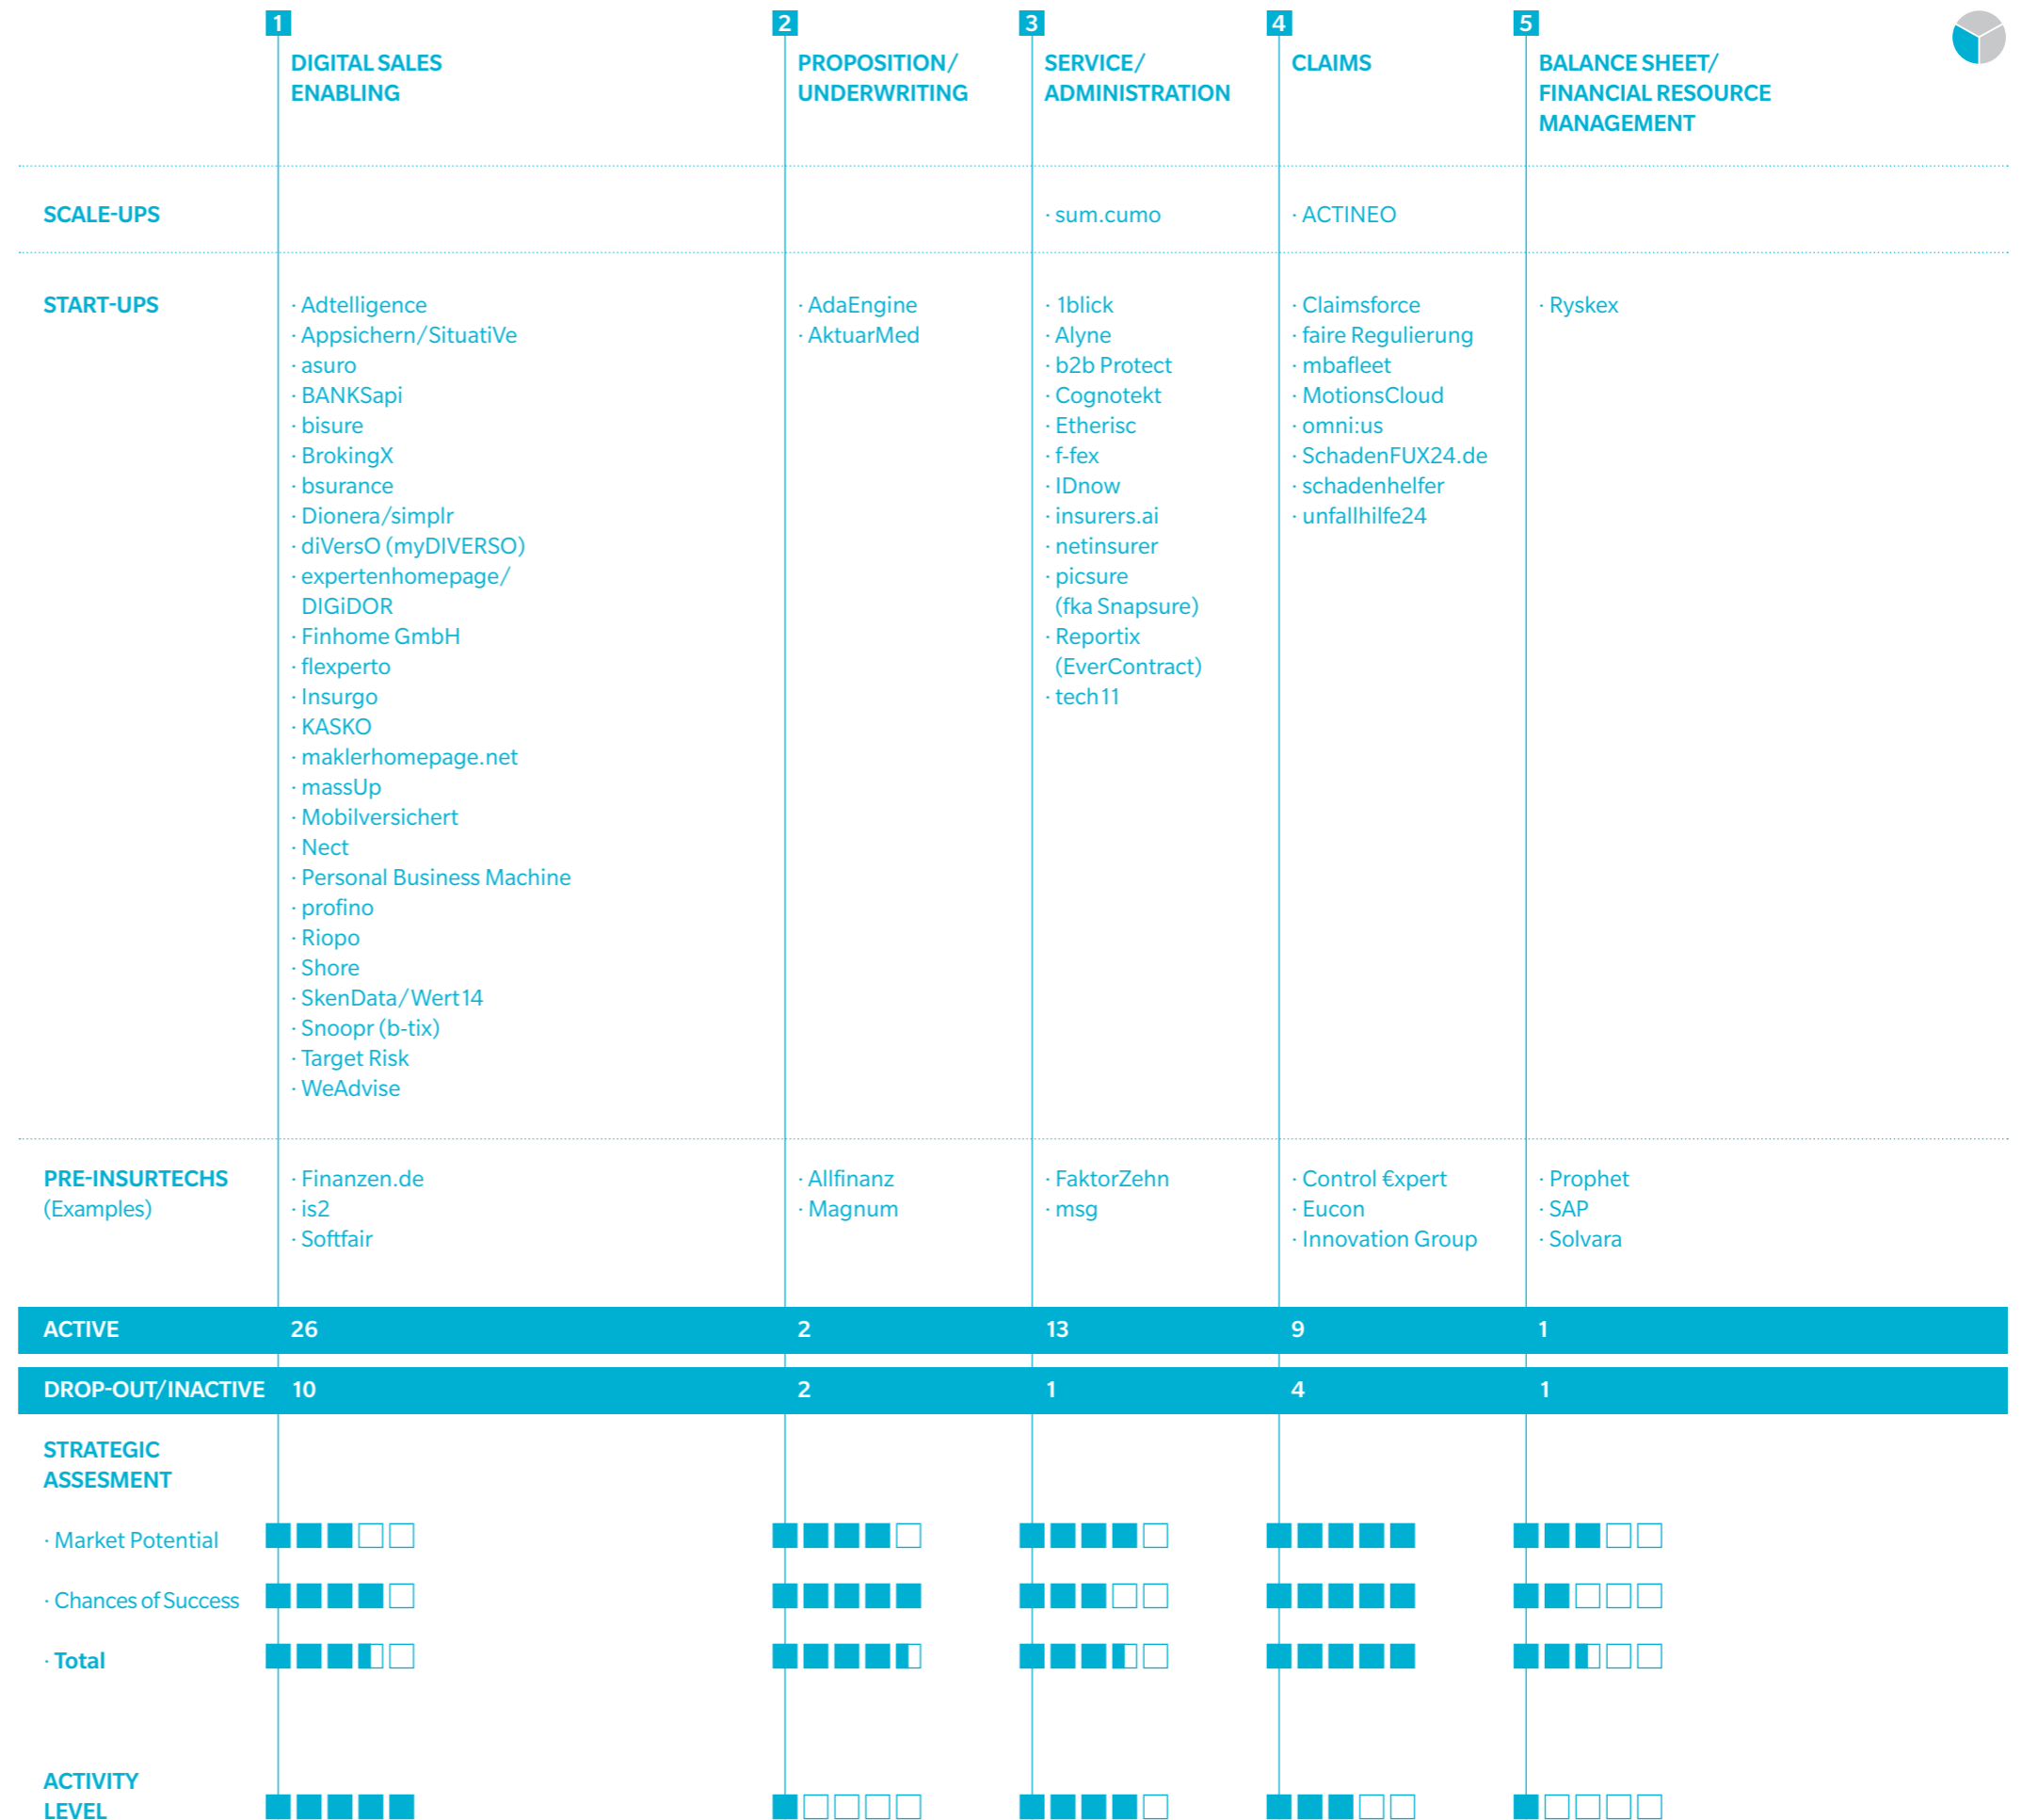 1
DIGITAL SALES
ENABLING
2
PROPOSITION/
UNDERWRITING
3
SERVICE/
ADMINISTRATION
4
CLAIMS
5
BALANCE SHEET/
FINANCIAL RESOURCE
MANAGEMENT
SCALE-UPS
· sum.cumo
· ACTINEO
START-UPS
· Adtelligence
· Appsichern/SituatiVe
· asuro
· BANKSapi
· bisure
· BrokingX
· bsurance
· Dionera/simplr
· diVersO (myDIVERSO)
· expertenhomepage/
DIGiDOR
· Finhome GmbH
· flexperto
· Insurgo
· KASKO
· maklerhomepage.net
· massUp
· Mobilversichert
· Nect
· Personal Business Machine
· profino
· Riopo
· Shore
· SkenData/Wert14
· Snoopr (b-tix)
· Target Risk
· WeAdvise
· AdaEngine
· AktuarMed
· 1blick
· Alyne
· b2b Protect
· Cognotekt
· Etherisc
· f-fex
· IDnow
· insurers.ai
· netinsurer
· picsure
(fka Snapsure)
· Reportix
(EverContract)
· tech11
· Claimsforce
· faire Regulierung
· mbafleet
· MotionsCloud
· omni:us
· SchadenFUX24.de
· schadenhelfer
· unfallhilfe24
· Ryskex
PRE-INSURTECHS
(Examples)
· Finanzen.de
· is2
· Softfair
· Allfinanz
· Magnum
· FaktorZehn
· msg
· Control €xpert
· Eucon
· Innovation Group
· Prophet
· SAP
· Solvara
ACTIVE 26 2 13 9 1
DROP-OUT/INACTIVE 10 2 1 4 1
STRATEGIC
ASSESMENT
· Market Potential
· Chances of Success
· Total
ACTIVITY
LEVEL